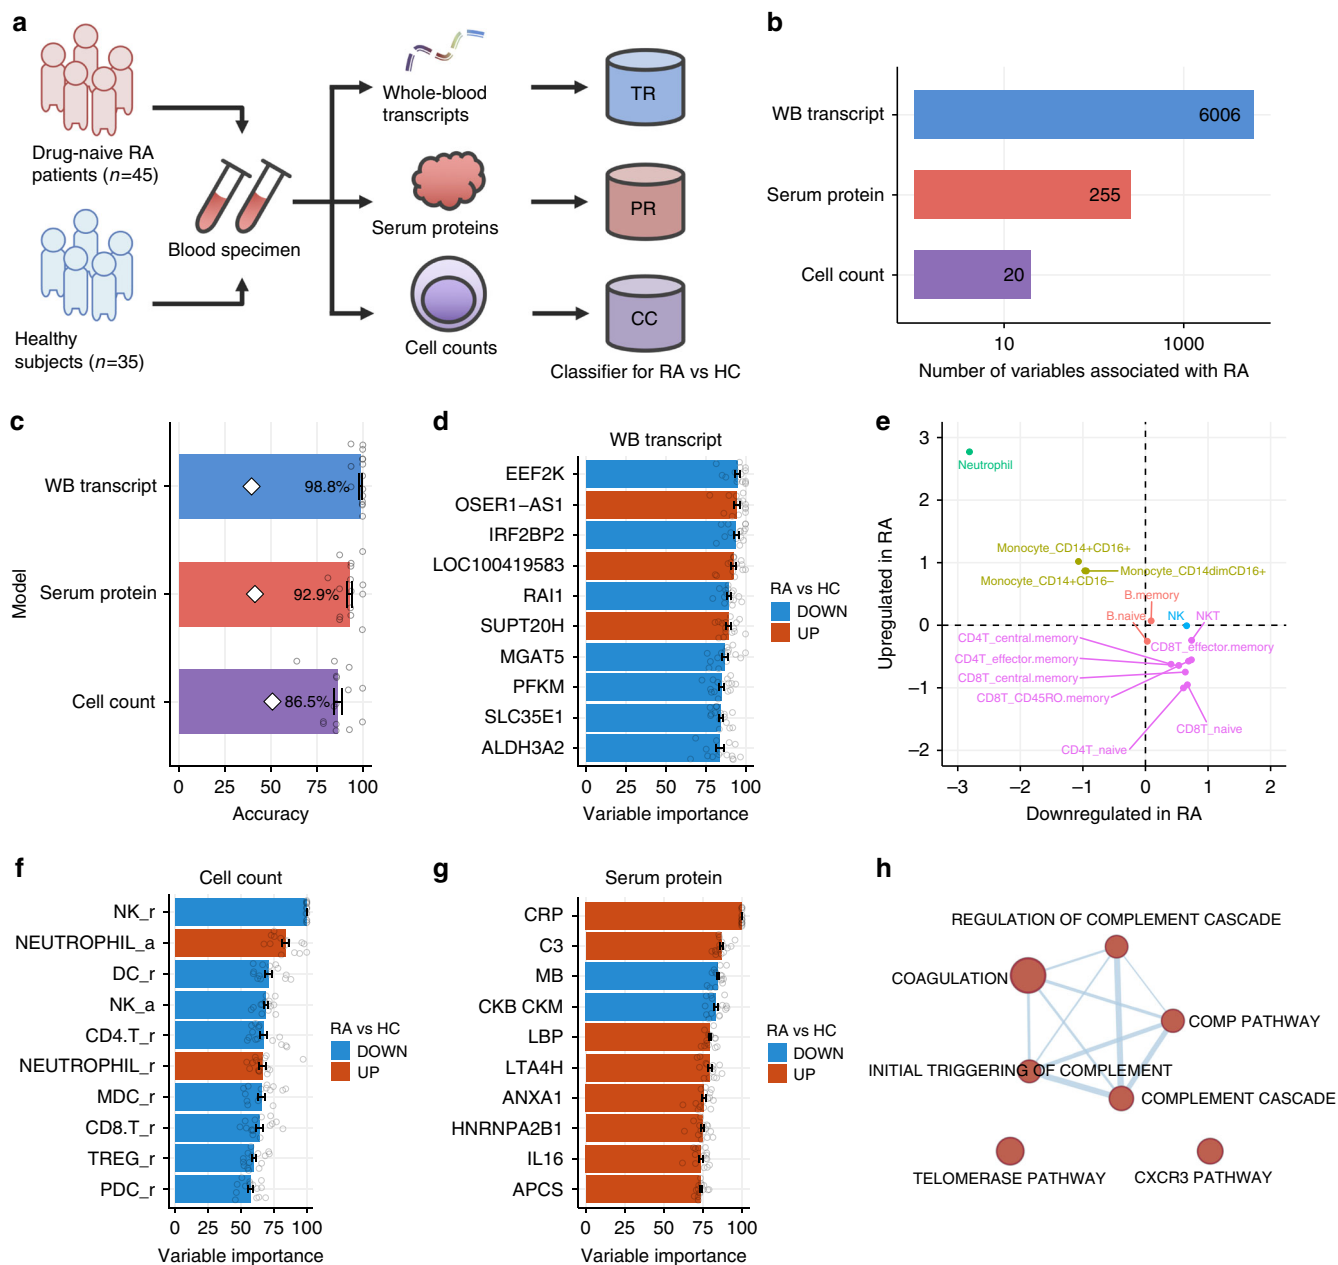 a
Drug-naive RA
patients (n=45)
Healthy
subjects (n=35)
Blood specimen
Whole-blood
transcripts
Serum proteins
Cell counts
TR
PR
CC
Classifier for RA vs HC
b
WB transcript
Serum protein
Cell count
6006
255
20
10
1000
Number of variables associated with RA
c
Model
WB transcript
Serum protein
Cell count
98.8%
92.9%
86.5%
0
25
50
75
100
Accuracy
d
WB transcript
EEF2K
OSER1–AS1
IRF2BP2
LOC100419583
RAI1
SUPT20H
MGAT5
PFKM
SLC35E1
ALDH3A2
0
25
50
75
100
Variable importance
RA vs HC
DOWN
UP
e
Upregulated in RA
3
2
1
0
–1
–2
Neutrophil
Monocyte_CD14+CD16+
Monocyte_CD14dimCD16+
Monocyte_CD14+CD16–
B.memory
B.naive
NK
NKT
CD4T_central.memory
CD8T_effector.memory
CD4T_effector.memory
CD8T_central.memory
CD8T_CD45RO.memory
CD8T_naive
CD4T_naive
–3
–2
–1
0
1
2
Downregulated in RA
f
Cell count
NK_r
NEUTROPHIL_a
DC_r
NK_a
CD4.T_r
NEUTROPHIL_r
MDC_r
CD8.T_r
TREG_r
PDC_r
0
25
50
75
100
Variable importance
RA vs HC
DOWN
UP
g
Serum protein
CRP
C3
MB
CKB CKM
LBP
LTA4H
ANXA1
HNRNPA2B1
IL16
APCS
0
25
50
75
100
Variable importance
RA vs HC
DOWN
UP
h
REGULATION OF COMPLEMENT CASCADE
COAGULATION
COMP PATHWAY
INITIAL TRIGGERING OF COMPLEMENT
COMPLEMENT CASCADE
TELOMERASE PATHWAY
CXCR3 PATHWAY